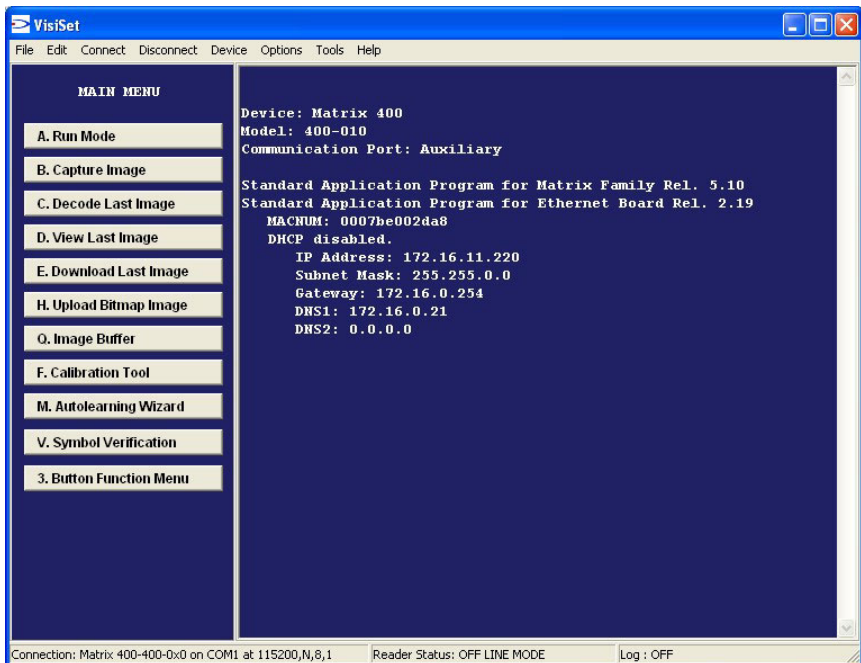 VisiSet
File Edit Connect Disconnect Device Options Tools Help
MAIN MENU
A. Run Mode
B. Capture Image
C. Decode Last Image
D. View Last Image
E. Download Last Image
H. Upload Bitmap Image
Q. Image Buffer
F. Calibration Tool
M. Autolearning Wizard
V. Symbol Verification
3. Button Function Menu
Device: Matrix 400
Model: 400-010
Communication Port: Auxiliary
Standard Application Program for Matrix Family Rel. 5.10
Standard Application Program for Ethernet Board Rel. 2.19
MACNUM: 0007be002da8
DHCP disabled.
IP Address: 172.16.11.220
Subnet Mask: 255.255.0.0
Gateway: 172.16.0.254
DNS1: 172.16.0.21
DNS2: 0.0.0.0
Connection: Matrix 400-400-0x0 on COM1 at 115200,N,8,1 Reader Status: OFF LINE MODE Log : OFF